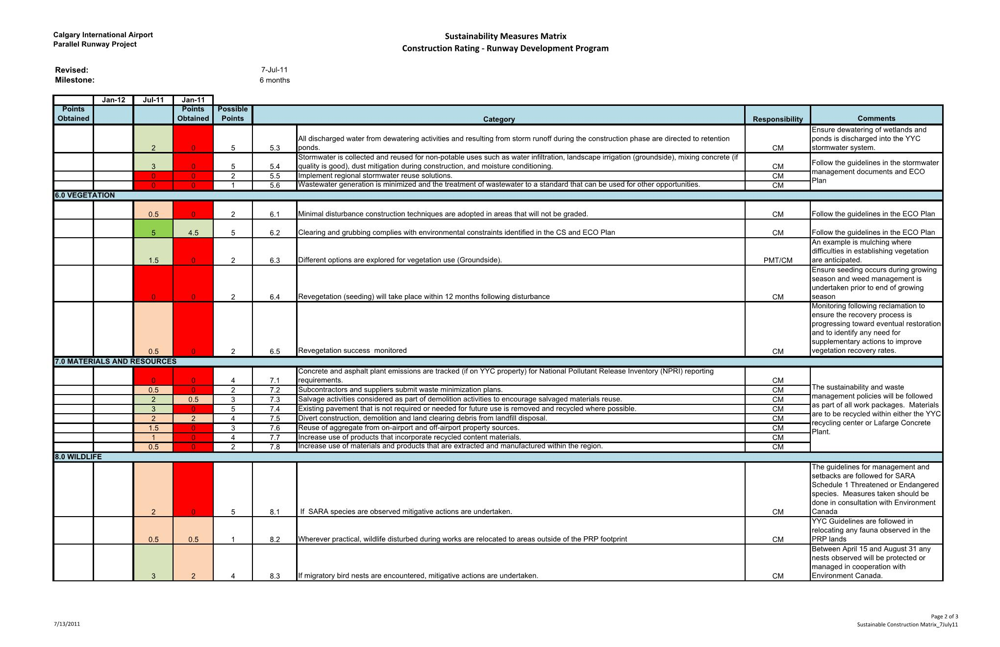 Calgary International Airport
Parallel Runway Project
Sustainability Measures Matrix
Construction Rating - Runway Development Program
Revised: 7-Jul-11
Milestone: 6 months
Jan-12 Jul-11 Jan-11
Points Obtained Points Obtained Possible Points Category Responsibility Comments
2 0 5 5.3 All discharged water from dewatering activities and resulting from storm runoff during the construction phase are directed to retention
ponds. CM
Ensure dewatering of wetlands and
ponds is discharged into the YYC
stormwater system.
3 0 5 5.4 Stormwater is collected and reused for non-potable uses such as water infiltration, landscape irrigation (groundside), mixing concrete (if
quality is good), dust mitigation during construction, and moisture conditioning. CM
Follow the guidelines in the stormwater
management documents and ECO
Plan
0 0 2 5.5 Implement regional stormwater reuse solutions. CM
0 0 1 5.6 Wastewater generation is minimized and the treatment of wastewater to a standard that can be used for other opportunities. CM
6.0 VEGETATION
0.5 0 2 6.1 Minimal disturbance construction techniques are adopted in areas that will not be graded. CM Follow the guidelines in the ECO Plan
5 4.5 5 6.2 Clearing and grubbing complies with environmental constraints identified in the CS and ECO Plan CM Follow the guidelines in the ECO Plan
1.5 0 2 6.3 Different options are explored for vegetation use (Groundside). PMT/CM
An example is mulching where
difficulties in establishing vegetation
are anticipated.
0 0 2 6.4 Revegetation (seeding) will take place within 12 months following disturbance CM
Ensure seeding occurs during growing
season and weed management is
undertaken prior to end of growing
season
0.5 0 2 6.5 Revegetation success monitored CM
Monitoring following reclamation to
ensure the recovery process is
progressing toward eventual restoration
and to identify any need for
supplementary actions to improve
vegetation recovery rates.
7.0 MATERIALS AND RESOURCES
0 0 4 7.1 Concrete and asphalt plant emissions are tracked (if on YYC property) for National Pollutant Release Inventory (NPRI) reporting
requirements. CM
0.5 0 2 7.2 Subcontractors and suppliers submit waste minimization plans. CM
2 0.5 3 7.3 Salvage activities considered as part of demolition activities to encourage salvaged materials reuse. CM
3 0 5 7.4 Existing pavement that is not required or needed for future use is removed and recycled where possible. CM
2 2 4 7.5 Divert construction, demolition and land clearing debris from landfill disposal. CM
1.5 0 3 7.6 Reuse of aggregate from on-airport and off-airport property sources. CM
1 0 4 7.7 Increase use of products that incorporate recycled content materials. CM
0.5 0 2 7.8 Increase use of materials and products that are extracted and manufactured within the region. CM
The sustainability and waste
management policies will be followed
as part of all work packages. Materials
are to be recycled within either the YYC
recycling center or Lafarge Concrete
Plant.
8.0 WILDLIFE
2 0 5 8.1 If SARA species are observed mitigative actions are undertaken. CM
The guidelines for management and
setbacks are followed for SARA
Schedule 1 Threatened or Endangered
species. Measures taken should be
done in consultation with Environment
Canada
0.5 0.5 1 8.2 Wherever practical, wildlife disturbed during works are relocated to areas outside of the PRP footprint CM
YYC Guidelines are followed in
relocating any fauna observed in the
PRP lands
3 2 4 8.3 If migratory bird nests are encountered, mitigative actions are undertaken. CM
Between April 15 and August 31 any
nests observed will be protected or
managed in cooperation with
Environment Canada.
7/13/2011
Page 2 of 3
Sustainable Construction Matrix_7July11